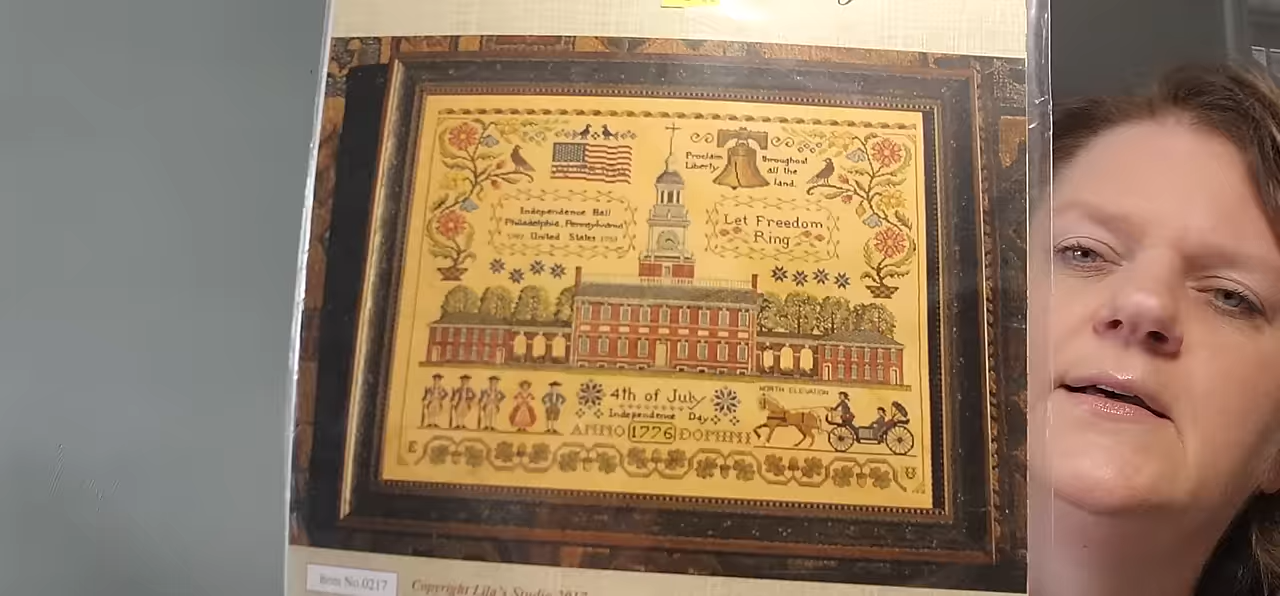 Proclaim
Liberty
throughout
all the
land.
Independence Hall
Philadelphia, Pennsylvania
United States
Let Freedom
Ring
NORTH ELEVATION
4th of July
Independence Day
ANNO 1776 DOMINI
E
Item No.0217
Copyright Lila's Studio 2017